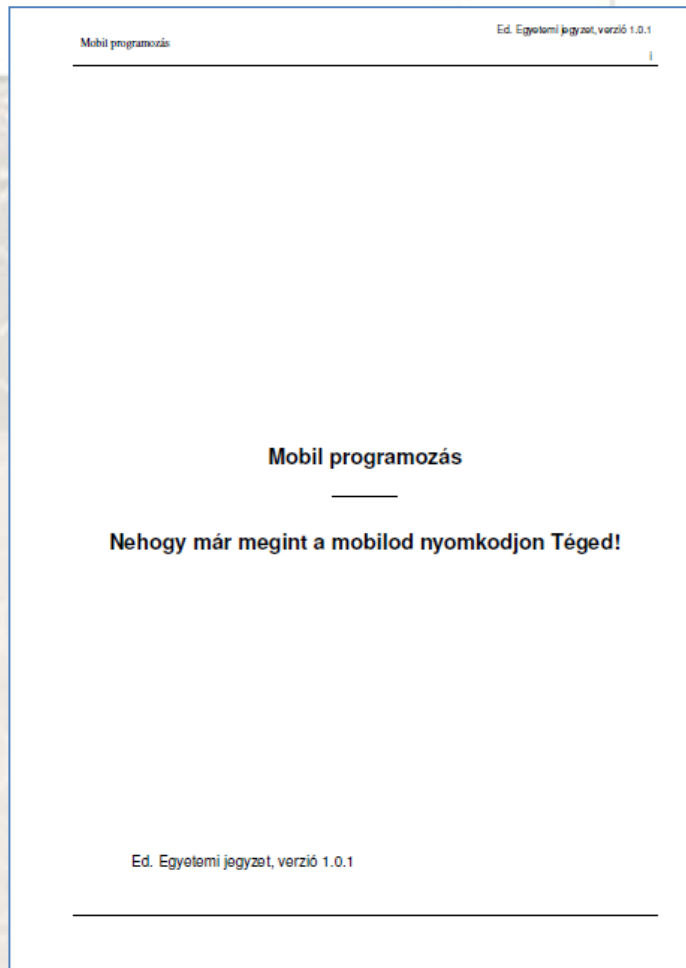 Mobil programozás
Ed. Egyetemi jegyzet, verzió 1.0.1
i
Mobil programozás
Nehogy már megint a mobilod nyomkodjon Téged!
Ed. Egyetemi jegyzet, verzió 1.0.1